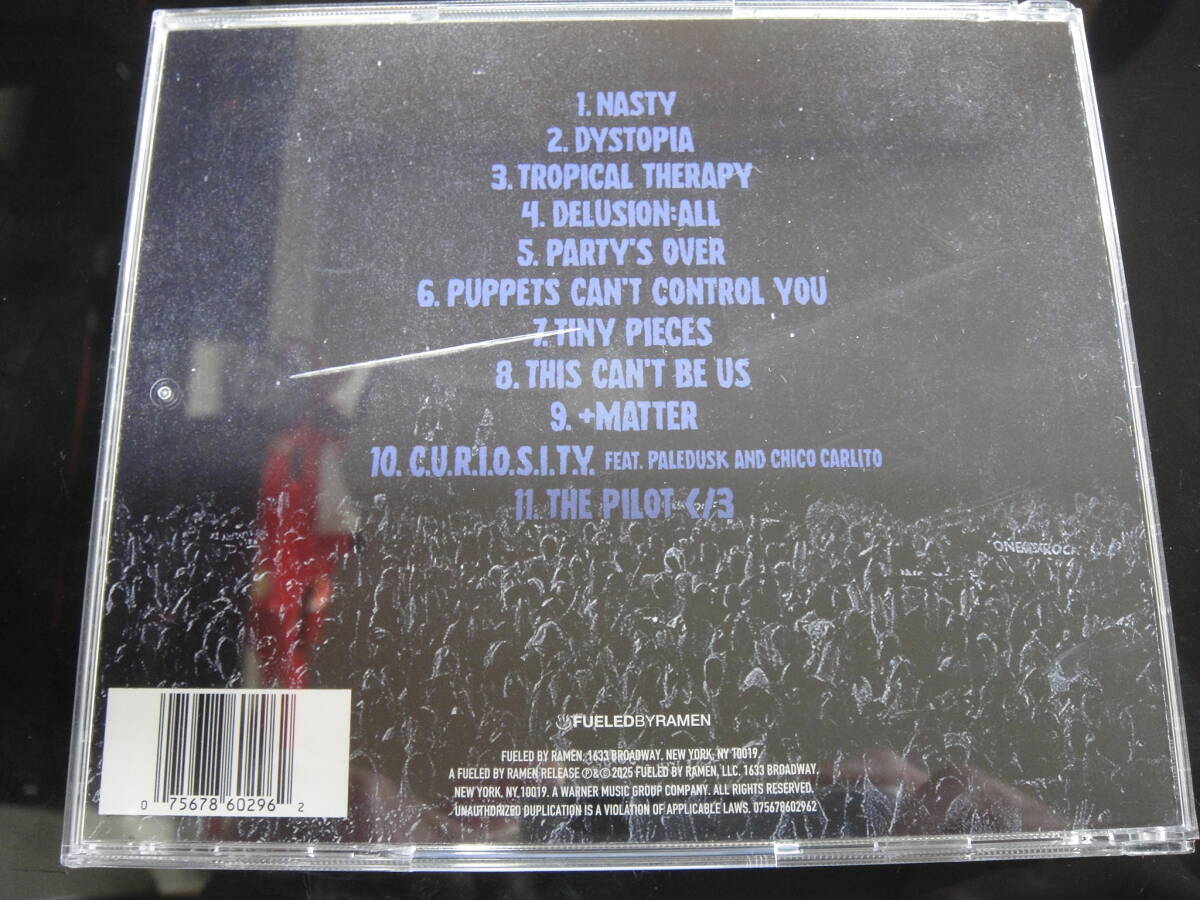 1. NASTY
2. DYSTOPIA
3. TROPICAL THERAPY
4. DELUSION:ALL
5. PARTY'S OVER
6. PUPPETS CAN'T CONTROL YOU
7. TINY PIECES
8. THIS CAN'T BE US
9. +MATTER
10. C.U.R.I.O.S.I.T.Y. FEAT. PALEDUSK AND CHICO CARLITO
11. THE PILOT </3
ONE OK ROCK
FUELEDBYRAMEN
FUELED BY RAMEN, 1633 BROADWAY, NEW YORK, NY 10019.
A FUELED BY RAMEN RELEASE ℗&© 2025 FUELED BY RAMEN, LLC. 1633 BROADWAY.
NEW YORK, NY, 10019. A WARNER MUSIC GROUP COMPANY. ALL RIGHTS RESERVED.
UNAUTHORIZED DUPLICATION IS A VIOLATION OF APPLICABLE LAWS. 075678602962
0 75678 60296 2